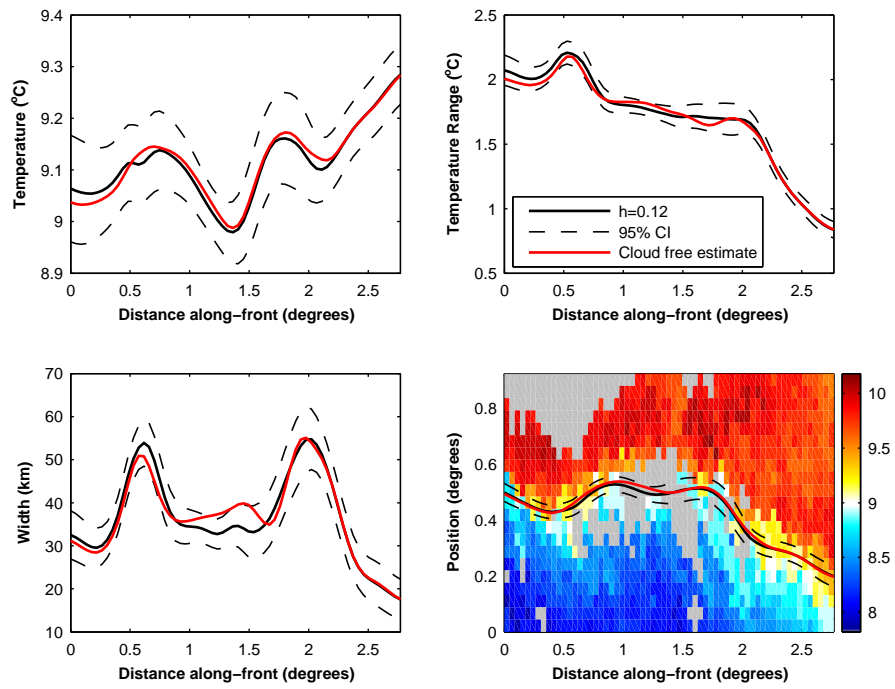 9.4
9.3
9.2
9.1
9
8.9
Temperature (°C)
0 0.5 1 1.5 2 2.5
Distance along-front (degrees)
2.5
2
1.5
1
0.5
Temperature Range (°C)
h=0.12
95% CI
Cloud free estimate
0 0.5 1 1.5 2 2.5
Distance along-front (degrees)
70
60
50
40
30
20
10
Width (km)
0 0.5 1 1.5 2 2.5
Distance along-front (degrees)
0.8
0.6
0.4
0.2
0
Position (degrees)
0 0.5 1 1.5 2 2.5
Distance along-front (degrees)
10
9.5
9
8.5
8